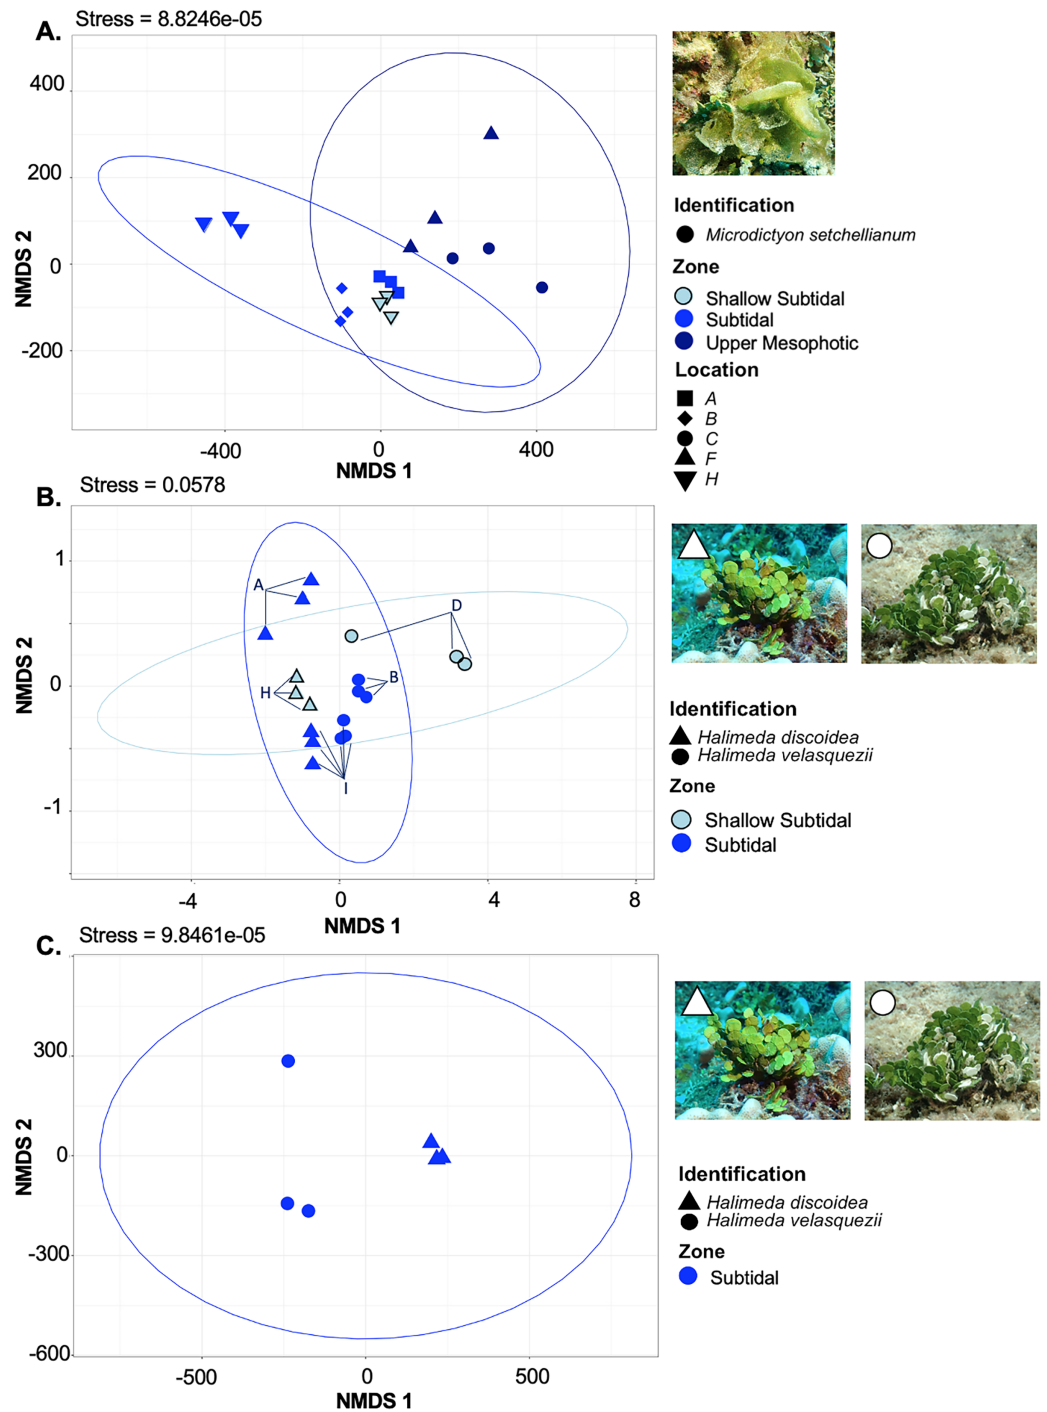 A.
Stress = 8.8246e-05
400
200
0
-200
NMDS 2
-400
0
400
NMDS 1
Identification
Microdictyon setchellianum
Zone
Shallow Subtidal
Subtidal
Upper Mesophotic
Location
A
B
C
F
H
B.
Stress = 0.0578
1
0
-1
NMDS 2
A
D
H
B
I
-4
0
4
8
NMDS 1
Identification
Halimeda discoidea
Halimeda velasquezii
Zone
Shallow Subtidal
Subtidal
C.
Stress = 9.8461e-05
300
0
-300
-600
NMDS 2
-500
0
500
NMDS 1
Identification
Halimeda discoidea
Halimeda velasquezii
Zone
Subtidal